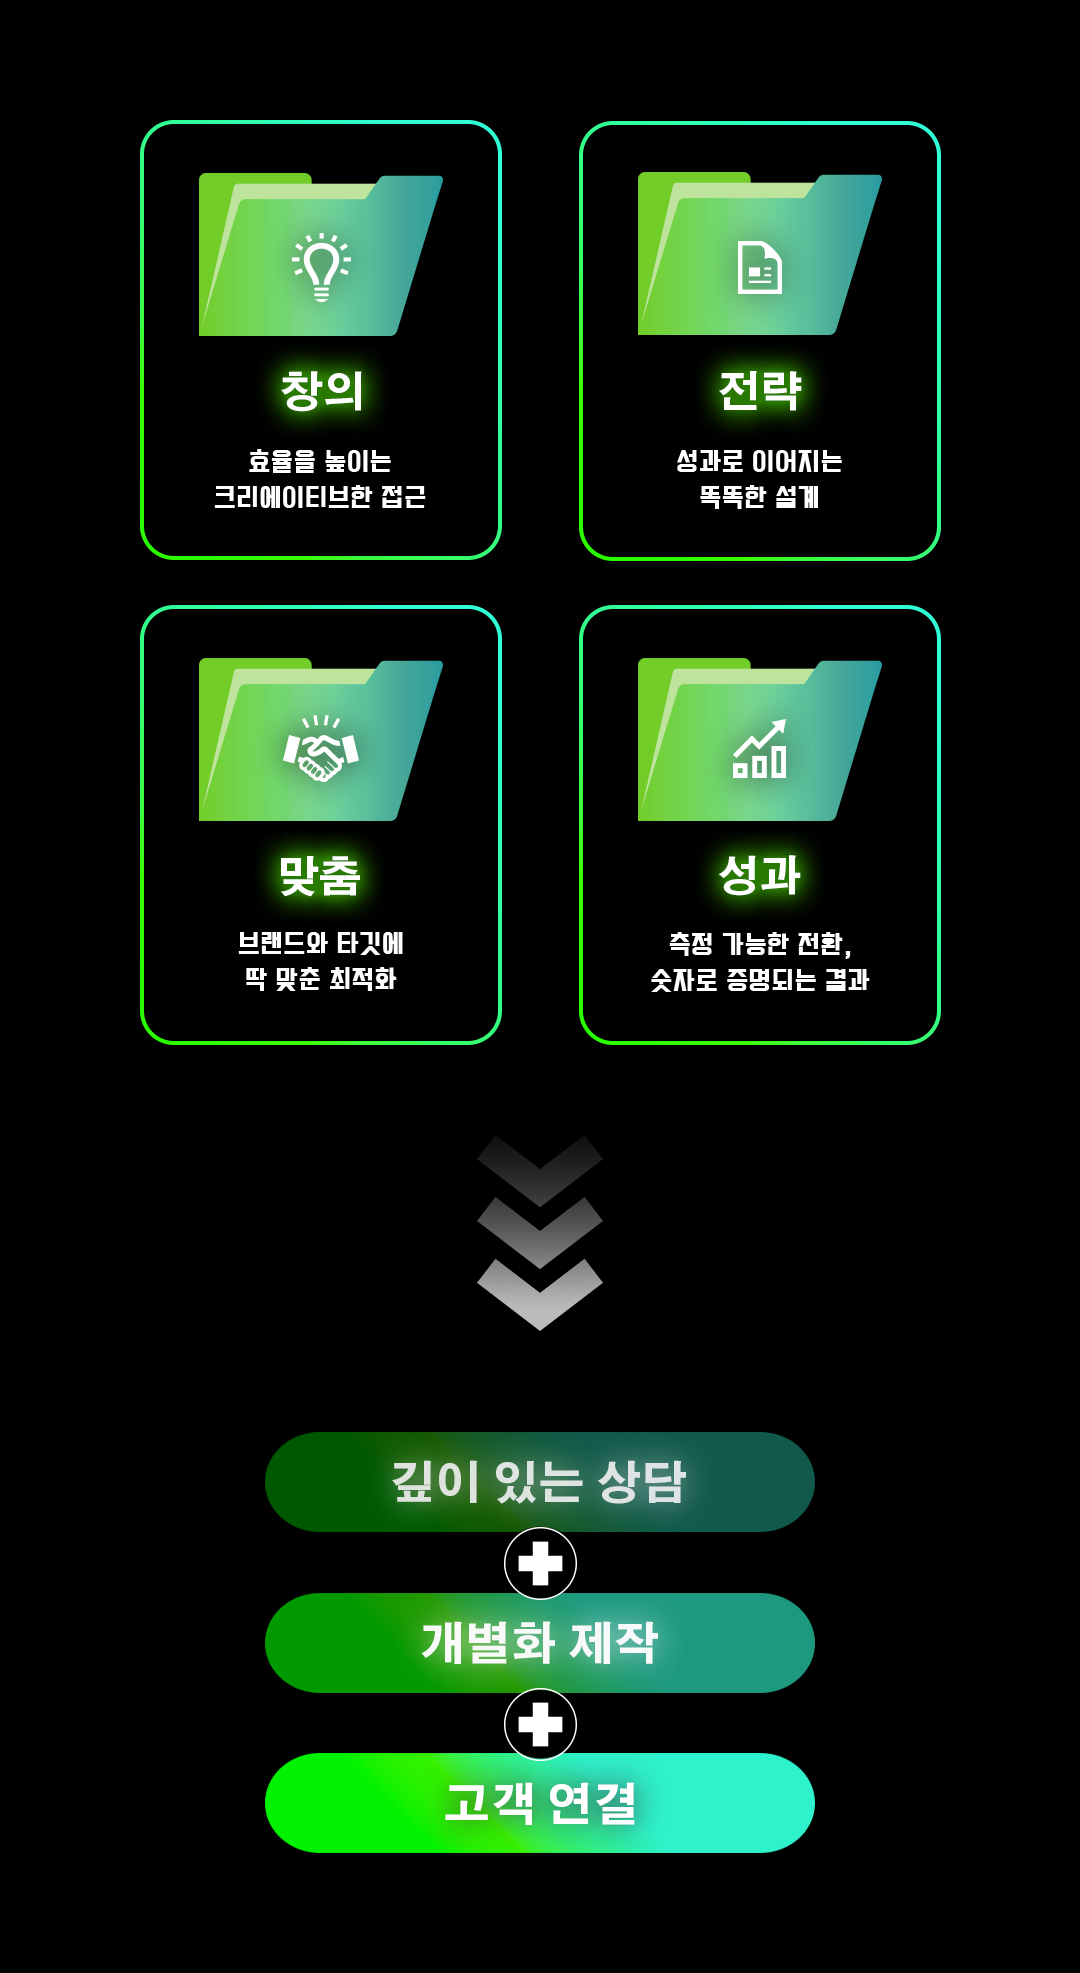 창의
효율을 높이는
크리에이티브한 접근
전략
성과로 이어지는
똑똑한 설계
맞춤
브랜드와 타깃에
딱 맞춘 최적화
성과
측정 가능한 전환,
숫자로 증명되는 결과
깊이 있는 상담
개별화 제작
고객 연결